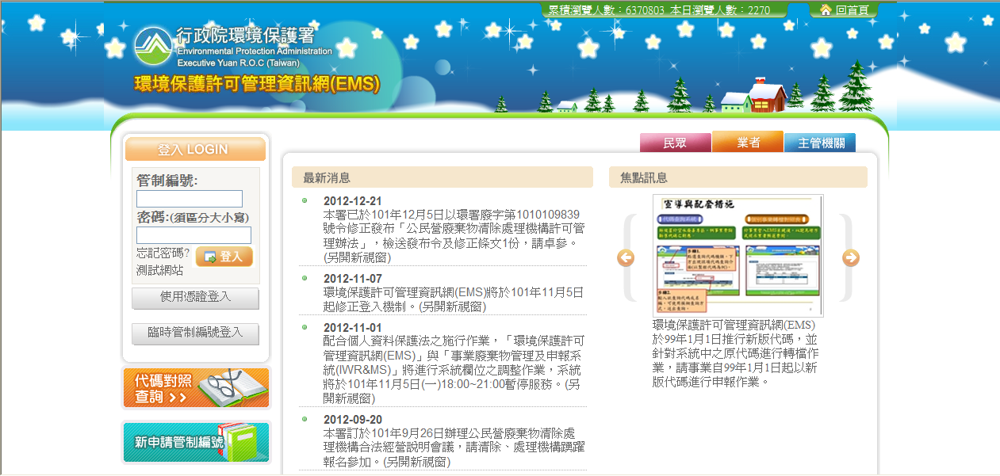 累積瀏覽人數：6370803 本日瀏覽人數：2270
回首頁
行政院環境保護署
Environmental Protection Administration
Executive Yuan R.O.C (Taiwan)
環境保護許可管理資訊網(EMS)
登入 LOGIN
管制編號:
密碼:(須區分大小寫)
忘記密碼?
登入
測試網站
使用憑證登入
臨時管制編號登入
代碼對照
查詢 >>
新申請管制編號
民眾
業者
主管機關
最新消息
2012-12-21
本署已於101年12月5日以環署廢字第1010109839
號令修正發布「公民營廢棄物清除處理機構許可管
理辦法」，檢送發布令及修正條文1份，請卓參。
(另開新視窗)
2012-11-07
環境保護許可管理資訊網(EMS)將於101年11月5日
起修正登入機制。(另開新視窗)
2012-11-01
配合個人資料保護法之施行作業，「環境保護許可
管理資訊網(EMS)」與「事業廢棄物管理及申報系
統(IWR&MS)」將進行系統欄位之調整作業，系統
將於101年11月5日(一)18:00~21:00暫停服務。(另
開新視窗)
2012-09-20
本署訂於101年9月26日辦理公民營廢棄物清除處
理機構合法經營說明會議，請清除、處理機構踴躍
報名參加。(另開新視窗)
焦點訊息
宣導與配套措施
環境保護許可管理資訊網(EMS)
於99年1月1日推行新版代碼，並
針對系統中之原代碼進行轉檔作
業，請事業自99年1月1日起以新
版代碼進行申報作業。